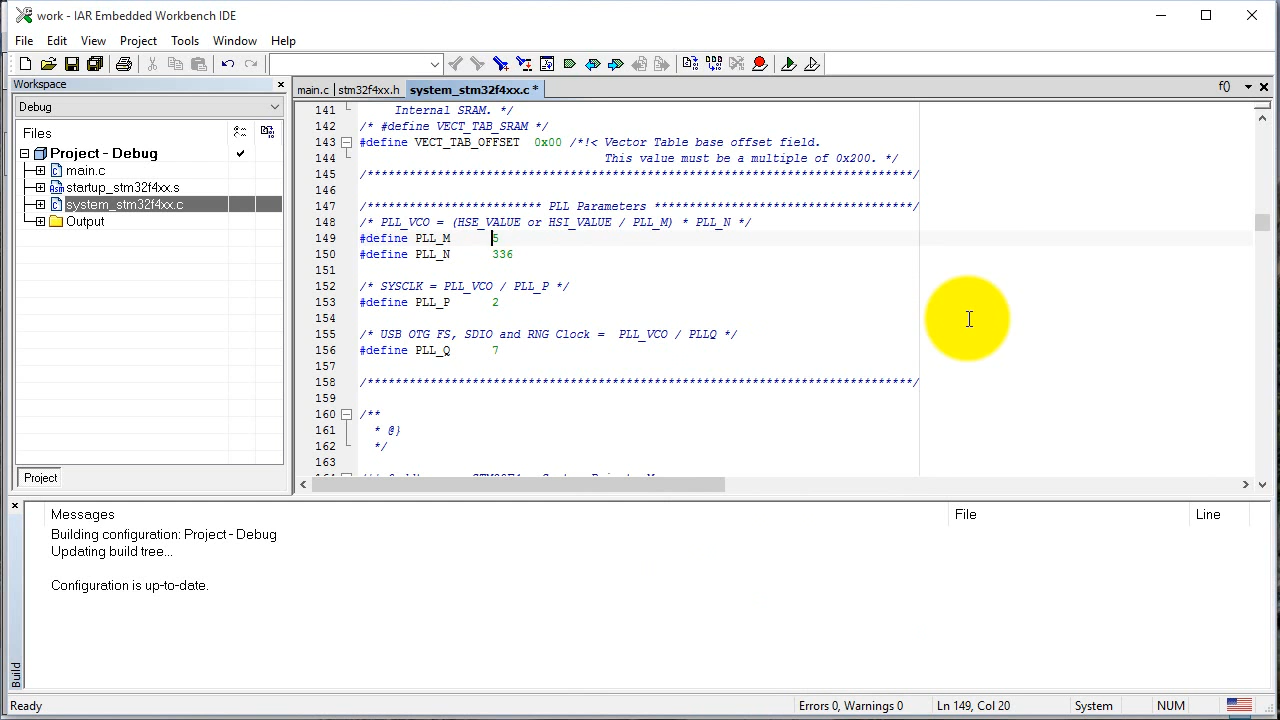 work - IAR Embedded Workbench IDE
File Edit View Project Tools Window Help
Workspace
Debug
Files
Project - Debug
main.c
startup_stm32f4xx.s
system_stm32f4xx.c
Output
Project
main.c stm32f4xx.h system_stm32f4xx.c *
f()
141 Internal SRAM. */
142 /* #define VECT_TAB_SRAM */
143 #define VECT_TAB_OFFSET 0x00 /*!< Vector Table base offset field.
144 This value must be a multiple of 0x200. */
145 /******************************************************************************/
146
147 /************************* PLL Parameters *************************************/
148 /* PLL_VCO = (HSE_VALUE or HSI_VALUE / PLL_M) * PLL_N */
149 #define PLL_M 5
150 #define PLL_N 336
151
152 /* SYSCLK = PLL_VCO / PLL_P */
153 #define PLL_P 2
154
155 /* USB OTG FS, SDIO and RNG Clock = PLL_VCO / PLLQ */
156 #define PLL_Q 7
157
158 /******************************************************************************/
159
160 /**
161 * @}
162 */
163
Messages File Line
Building configuration: Project - Debug
Updating build tree...
Configuration is up-to-date.
Build
Ready Errors 0, Warnings 0 Ln 149, Col 20 System NUM